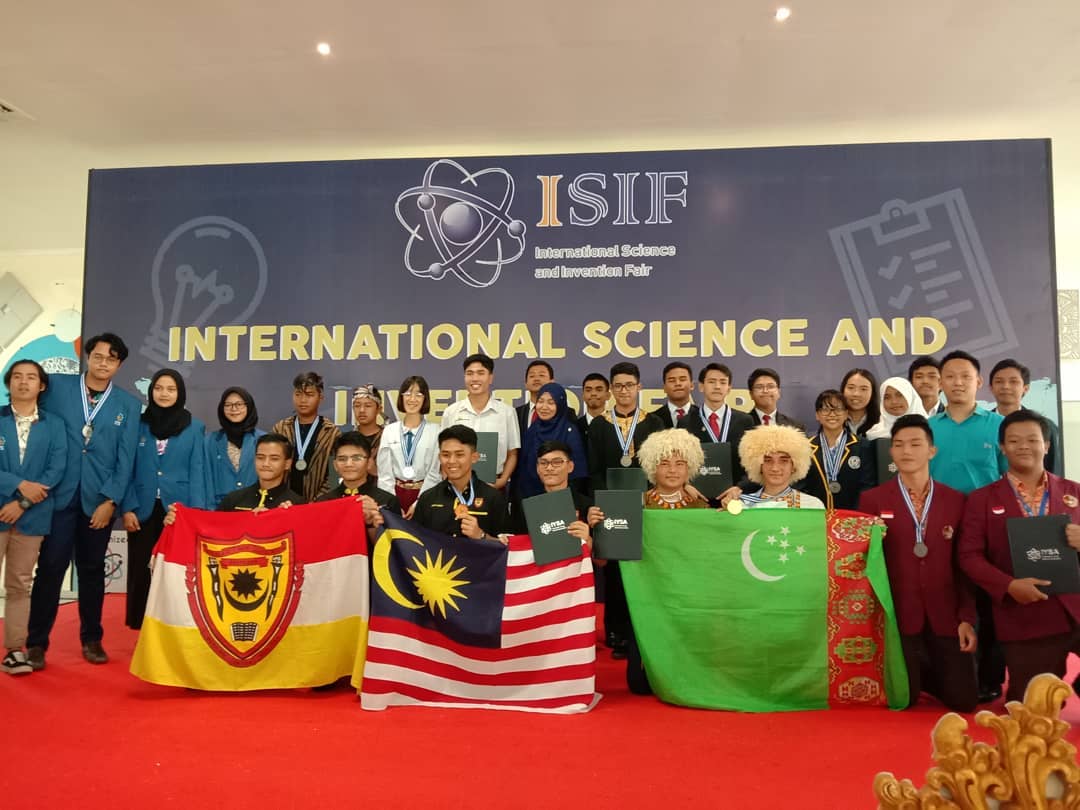 ISIF
International Science
and Invention Fair
INTERNATIONAL SCIENCE AND
IYSA
IYSA
IYSA